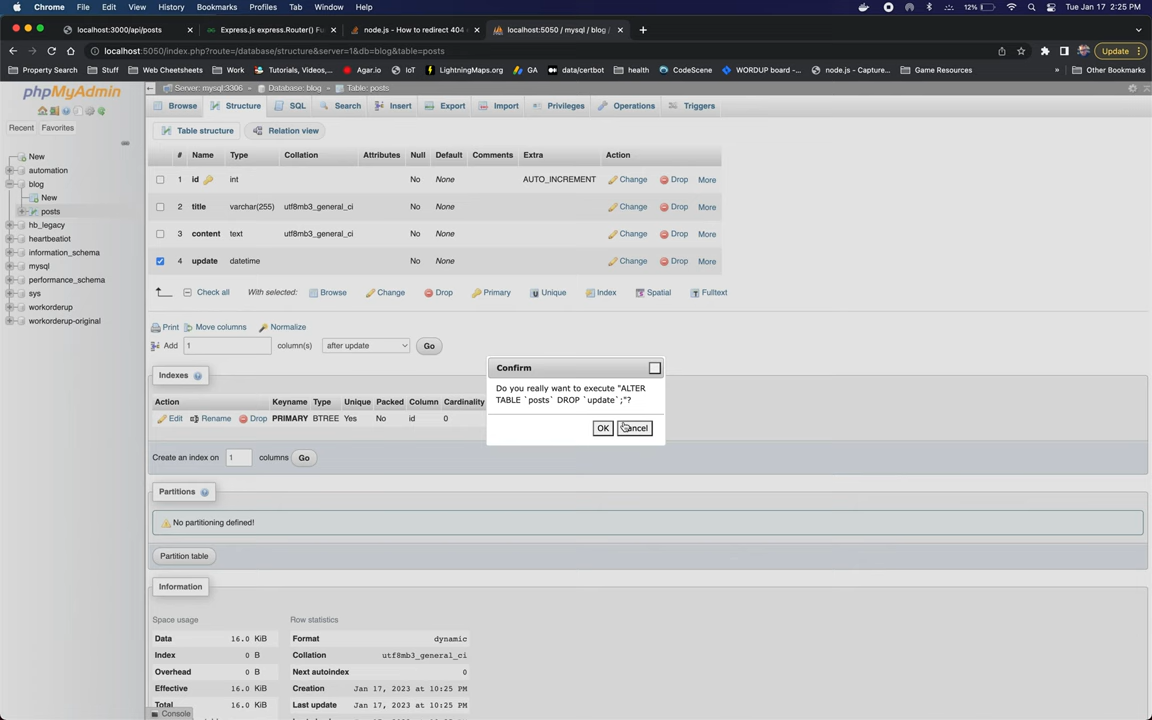 Chrome File Edit View History Bookmarks Profiles Tab Window Help 12% Tue Jan 17 2:25 PM
localhost:3000/api/posts
Express.js express.Router() Fu
node.js - How to redirect 404
localhost:5050 / mysql / blog /
localhost:5050/index.php?route=/database/structure&server=1&db=blog&table=posts
Update
Property Search Stuff Web Cheetsheets Work Tutorials, Videos,... Agar.io IoT LightningMaps.org GA data/certbot health CodeScene WORDUP board -... node.js - Capture... Game Resources » Other Bookmarks
phpMyAdmin
Recent Favorites
New
automation
blog
New
posts
hb_legacy
heartbeatiot
information_schema
mysql
performance_schema
sys
workorderup
workorderup-original
Server: mysql:3306 » Database: blog » Table: posts
Browse Structure SQL Search Insert Export Import Privileges Operations Triggers
Table structure Relation view
# Name Type Collation Attributes Null Default Comments Extra Action
1 id int No None AUTO_INCREMENT Change Drop More
2 title varchar(255) utf8mb3_general_ci No None Change Drop More
3 content text utf8mb3_general_ci No None Change Drop More
4 update datetime No None Change Drop More
Check all With selected: Browse Change Drop Primary Unique Index Spatial Fulltext
Print Move columns Normalize
Add 1 column(s) after update Go
Indexes
Action Keyname Type Unique Packed Column Cardinality
Edit Rename Drop PRIMARY BTREE Yes No id 0
Create an index on 1 columns Go
Confirm
Do you really want to execute "ALTER
TABLE `posts` DROP `update`;"?
OK Cancel
Partitions
No partitioning defined!
Partition table
Information
Space usage
Data 16.0 KiB
Index 0 B
Overhead 0 B
Effective 16.0 KiB
Total
Row statistics
Format dynamic
Collation utf8mb3_general_ci
Next autoindex 0
Creation Jan 17, 2023 at 10:25 PM
Last update Jan 17, 2023 at 10:25 PM
Console